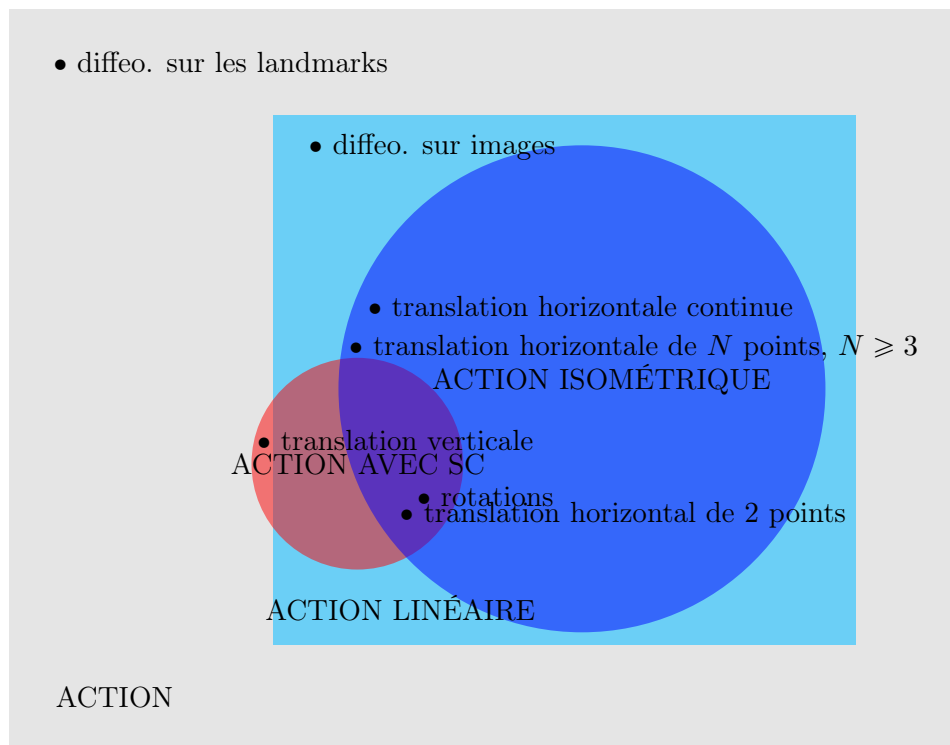 • diffeo. sur les landmarks
• diffeo. sur images
• translation horizontale continue
• translation horizontale de N points, N ⩾ 3
ACTION ISOMÉTRIQUE
• translation verticale
ACTION AVEC SC
• rotations
• translation horizontal de 2 points
ACTION LINÉAIRE
ACTION